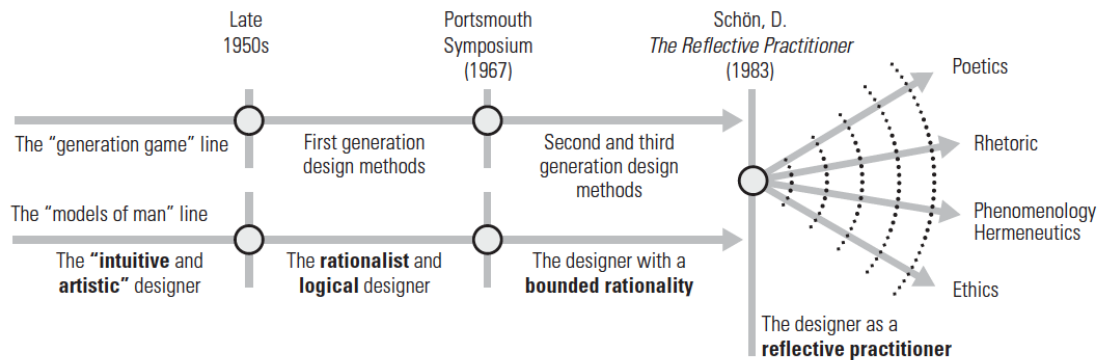 Late
1950s
Portsmouth
Symposium
(1967)
Schön, D.
The Reflective Practitioner
(1983)
The “generation game” line
First generation
design methods
Second and third
generation design
methods
The “models of man” line
The “intuitive and
artistic” designer
The rationalist and
logical designer
The designer with a
bounded rationality
Poetics
Rhetoric
Phenomenology
Hermeneutics
Ethics
The designer as a
reflective practitioner